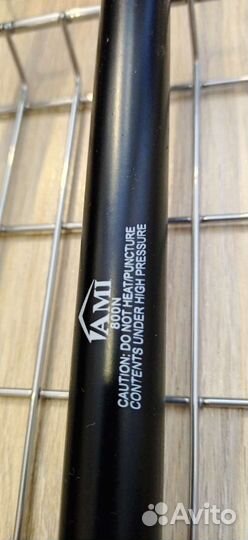 AMI
800N
CAUTION: DO NOT HEAT/PUNCTURE
CONTENTS UNDER HIGH PRESSURE
Avito